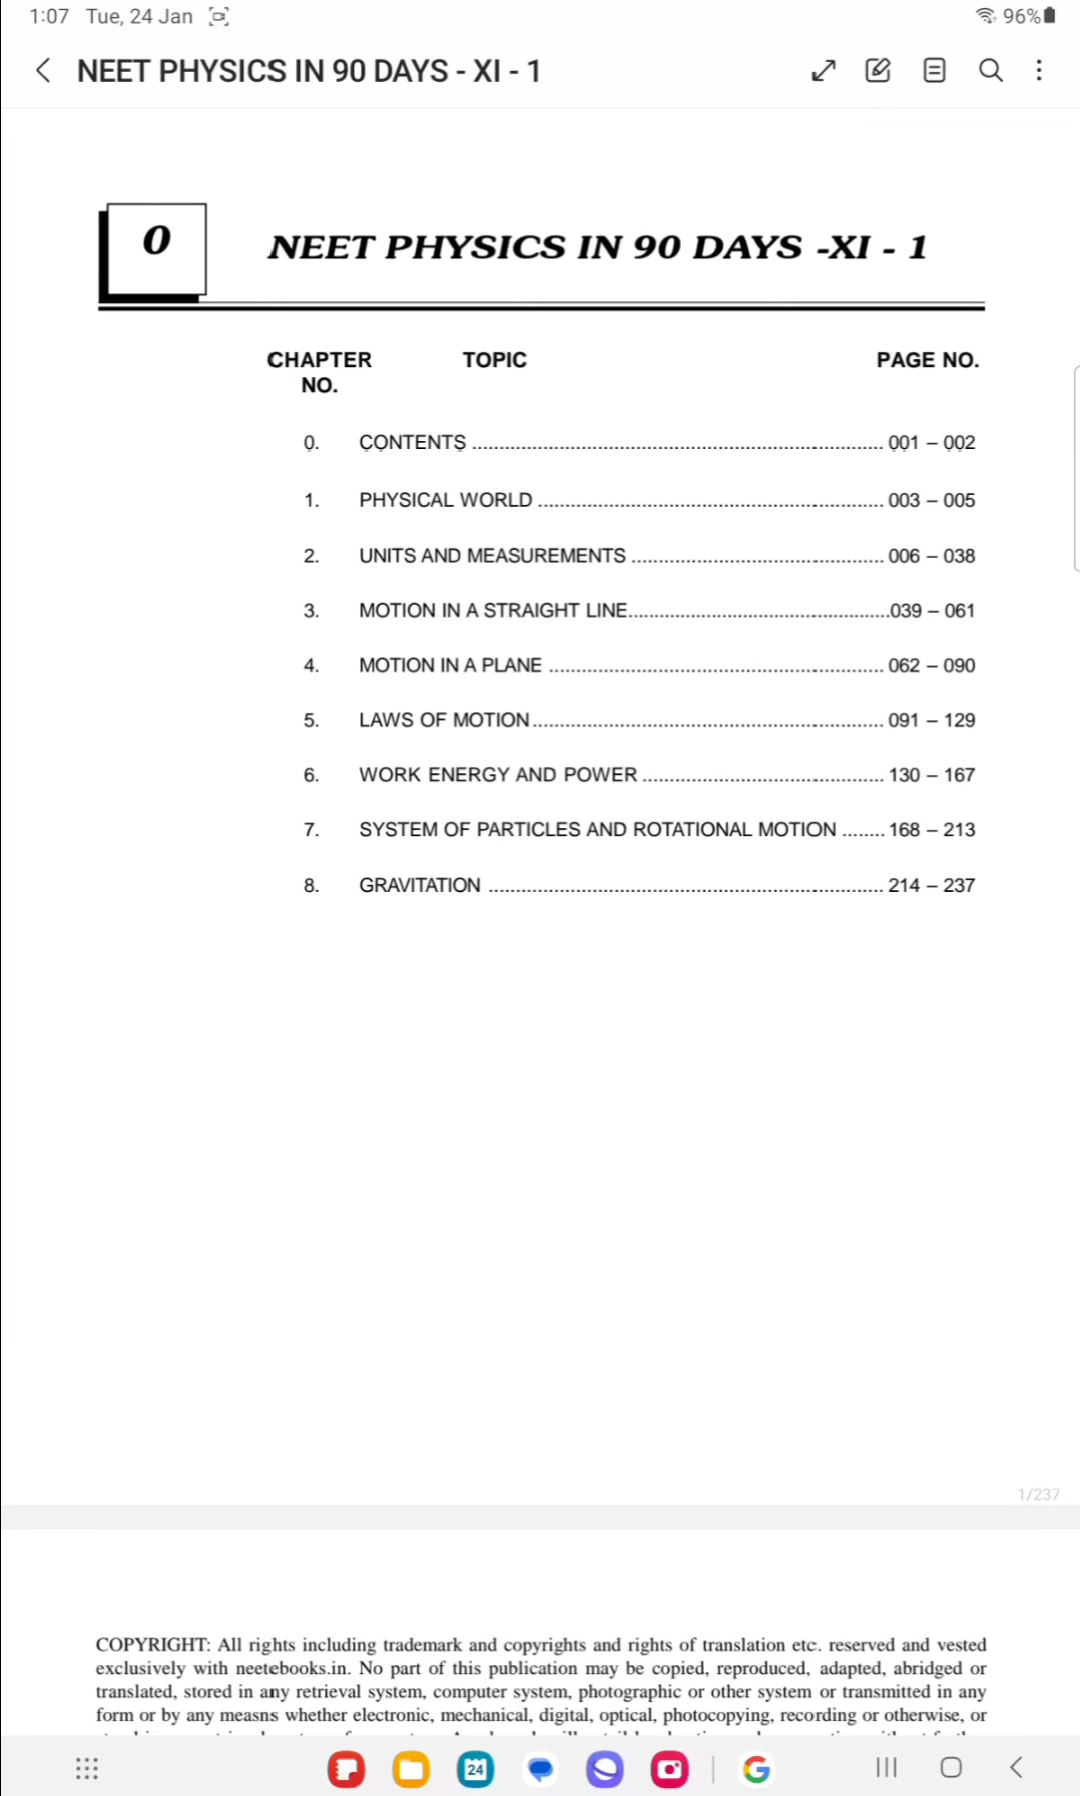 1:07 Tue, 24 Jan 96%
NEET PHYSICS IN 90 DAYS - XI - 1
0 NEET PHYSICS IN 90 DAYS -XI - 1
CHAPTER NO. TOPIC PAGE NO.
0. CONTENTS ............................................................................ 001 – 002
1. PHYSICAL WORLD ................................................................ 003 – 005
2. UNITS AND MEASUREMENTS ............................................... 006 – 038
3. MOTION IN A STRAIGHT LINE.................................................039 – 061
4. MOTION IN A PLANE .............................................................. 062 – 090
5. LAWS OF MOTION................................................................. 091 – 129
6. WORK ENERGY AND POWER ............................................. 130 – 167
7. SYSTEM OF PARTICLES AND ROTATIONAL MOTION ........ 168 – 213
8. GRAVITATION ......................................................................... 214 – 237
1/237
COPYRIGHT: All rights including trademark and copyrights and rights of translation etc. reserved and vested
exclusively with neetebooks.in. No part of this publication may be copied, reproduced, adapted, abridged or
translated, stored in any retrieval system, computer system, photographic or other system or transmitted in any
form or by any measns whether electronic, mechanical, digital, optical, photocopying, recording or otherwise, or
24